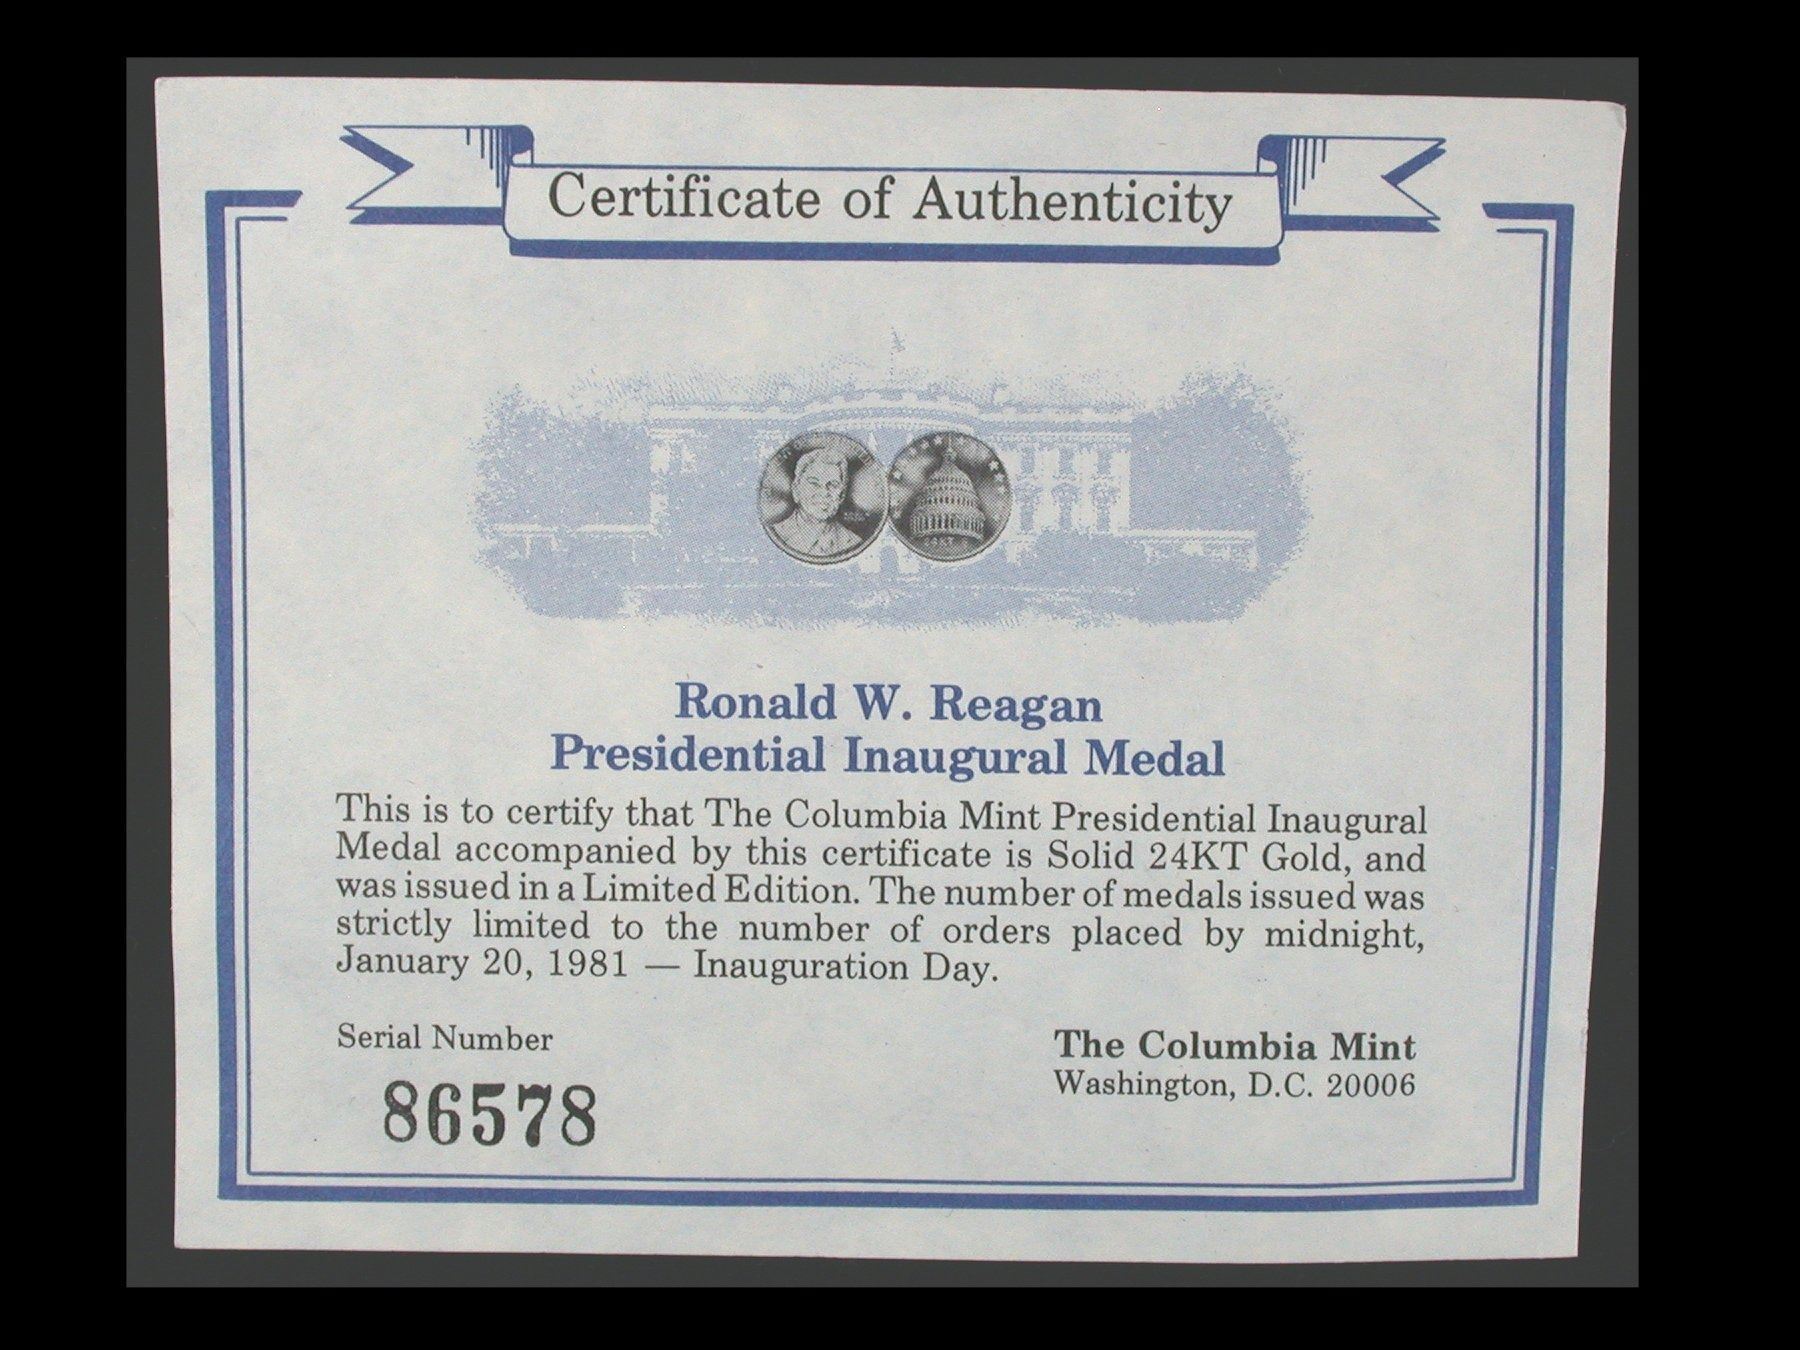 Certificate of Authenticity
Ronald W. Reagan
Presidential Inaugural Medal
This is to certify that The Columbia Mint Presidential Inaugural
Medal accompanied by this certificate is Solid 24KT Gold, and
was issued in a Limited Edition. The number of medals issued was
strictly limited to the number of orders placed by midnight,
January 20, 1981 — Inauguration Day.
Serial Number
86578
The Columbia Mint
Washington, D.C. 20006